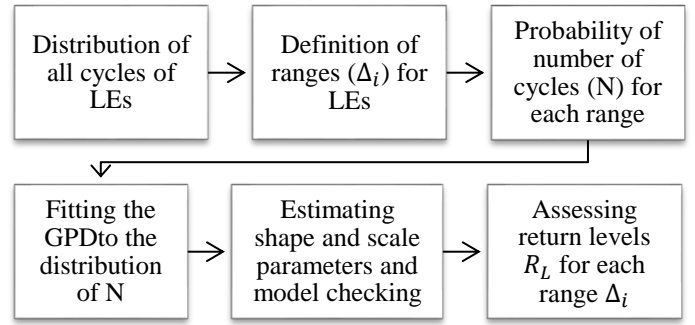 Distribution of
all cycles of
LEs
Definition of
ranges (Δᵢ) for
LEs
Probability of
number of
cycles (N) for
each range
Fitting the
GPDto the
distribution
of N
Estimating
shape and scale
parameters and
model checking
Assessing
return levels
R_L for each
range Δᵢ